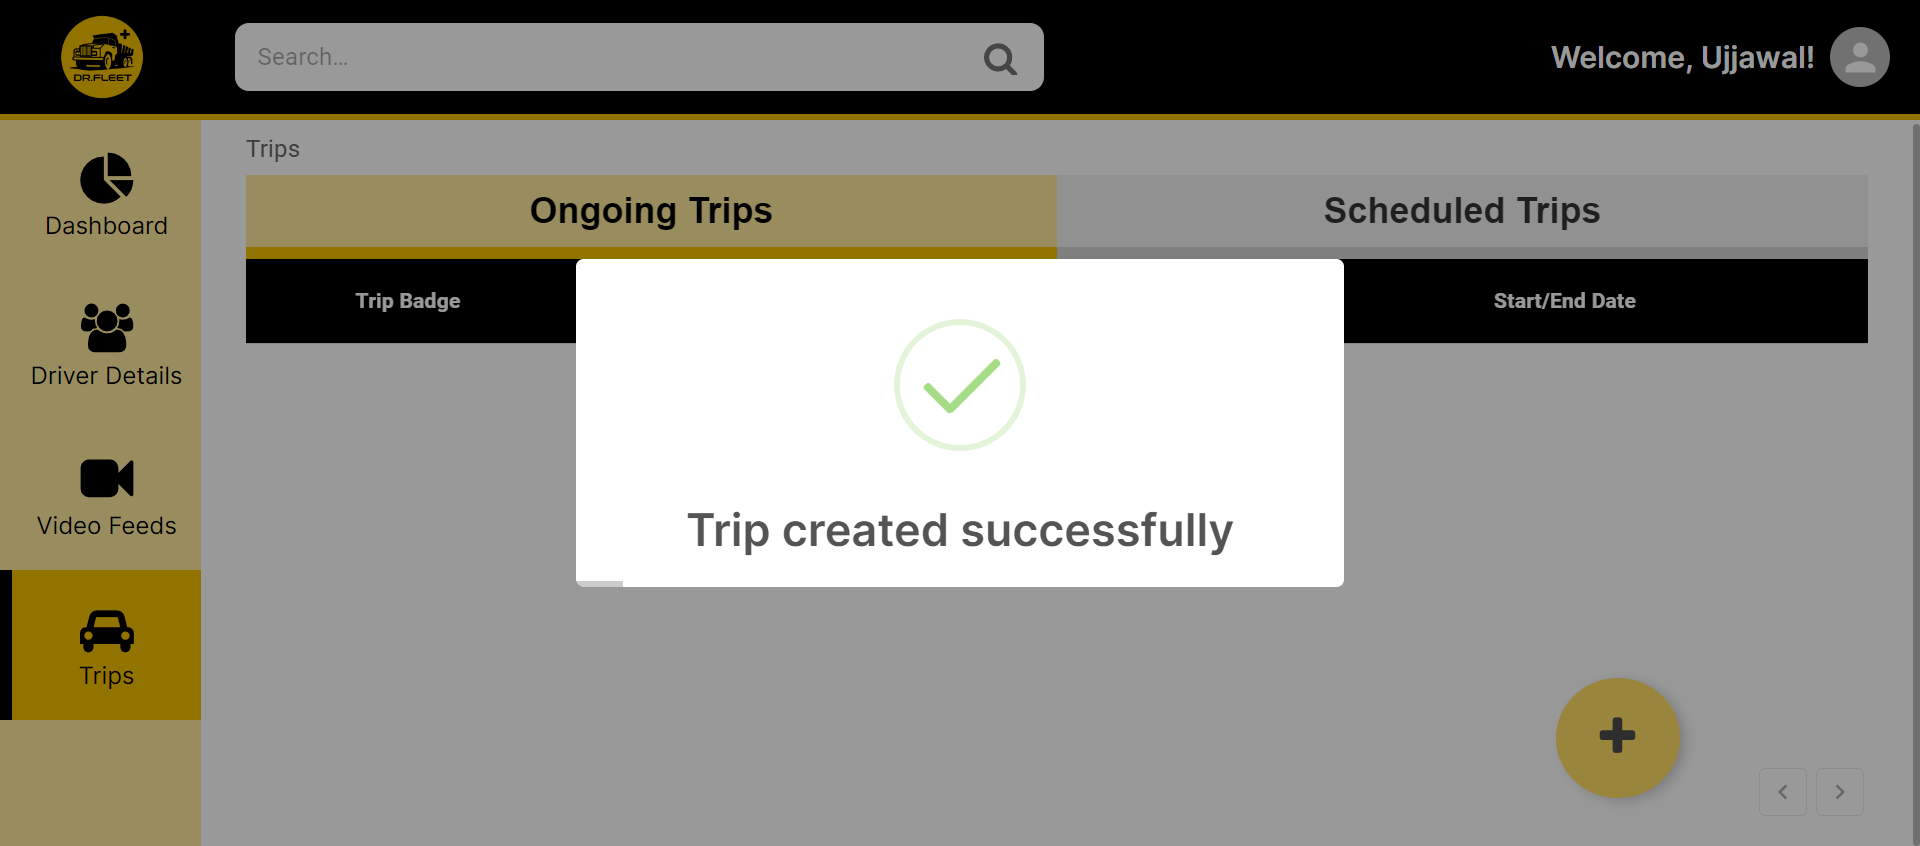 DR.FLEET
Search...
Welcome, Ujjawal!
Dashboard
Driver Details
Video Feeds
Trips
Trips
Ongoing Trips
Scheduled Trips
Trip Badge
Start/End Date
Trip created successfully